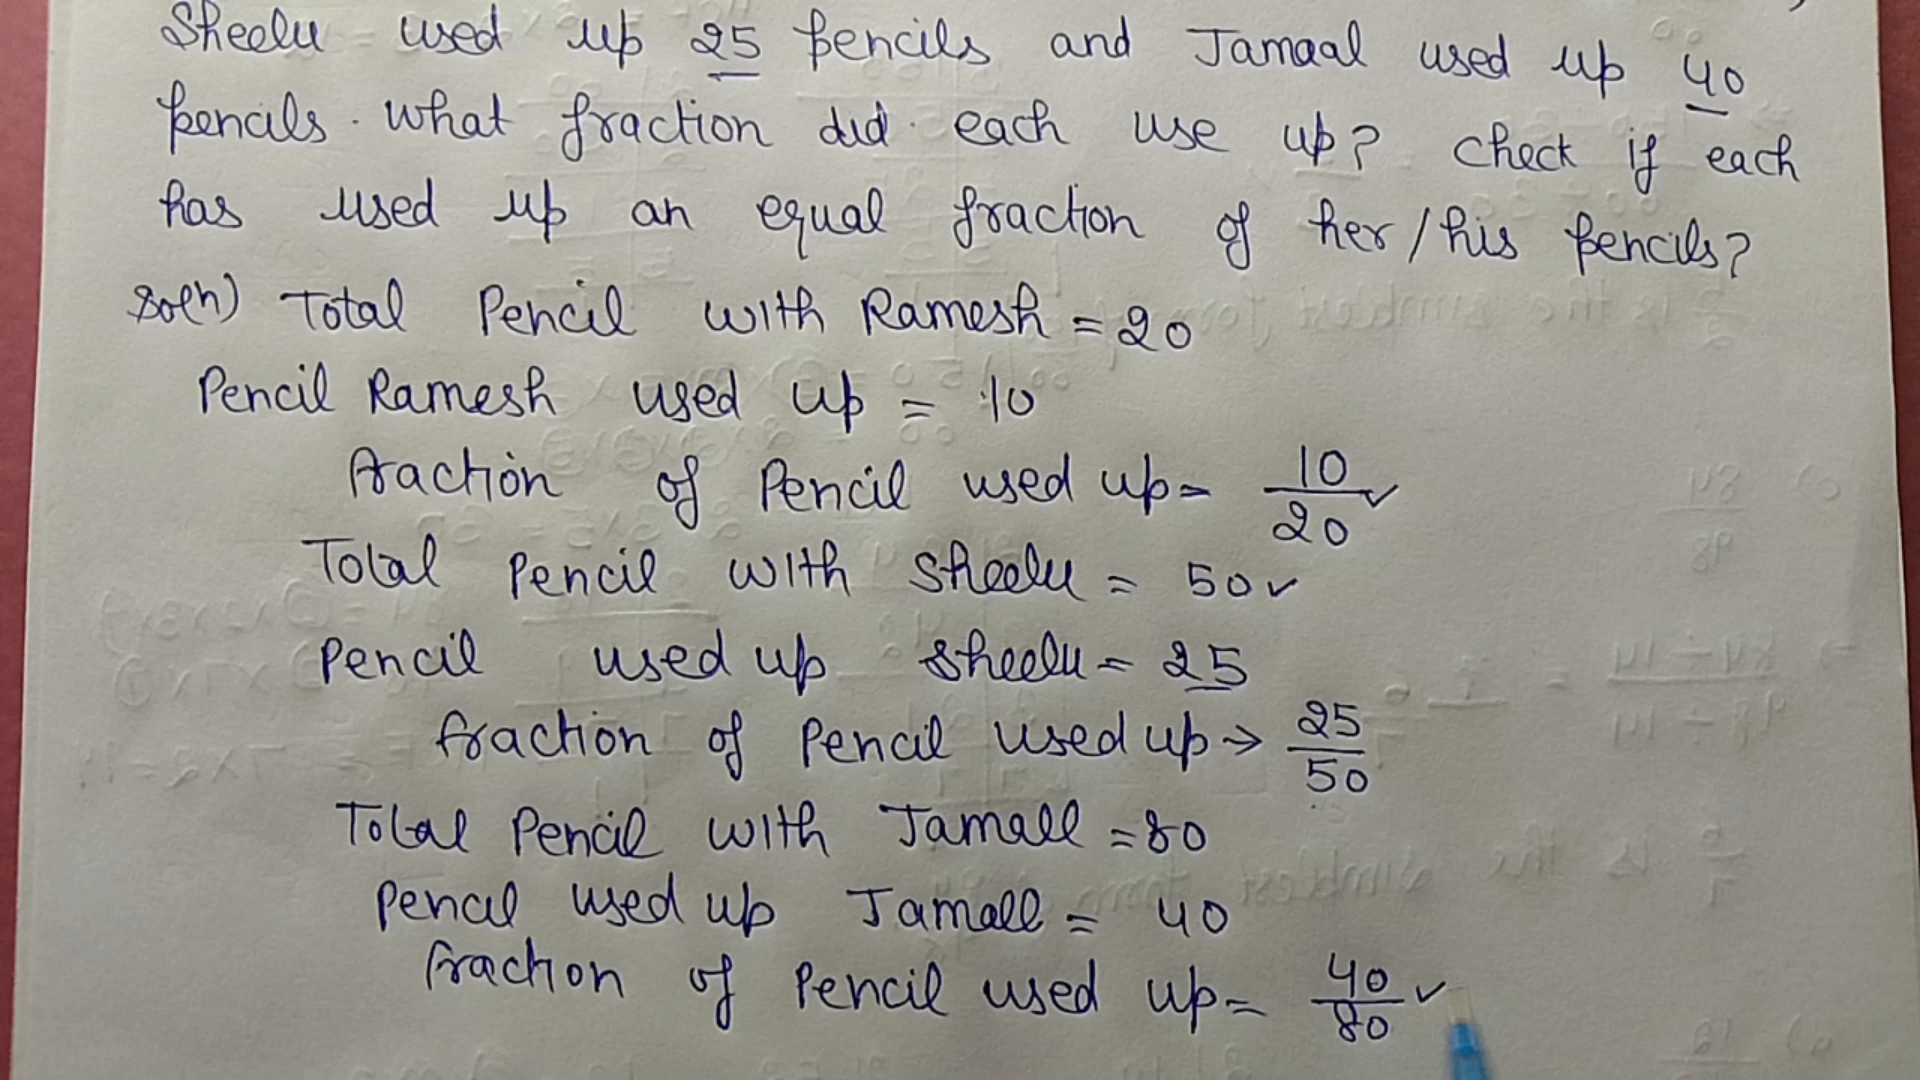 Sheelu used up 25 pencils and Jamaal used up 40
pencils. what fraction did each use up? check if each
has used up an equal fraction of her/his pencils?
Soln) Total Pencil with Ramesh = 20
Pencil Ramesh used up = 10
fraction of Pencil used up = 10/20 ✓
Total Pencil with Sheelu = 50 ✓
Pencil used up Sheelu = 25
fraction of Pencil used up → 25/50
Total Pencil with Jamall = 80
Pencil used up Jamall = 40
fraction of Pencil used up = 40/80 ✓